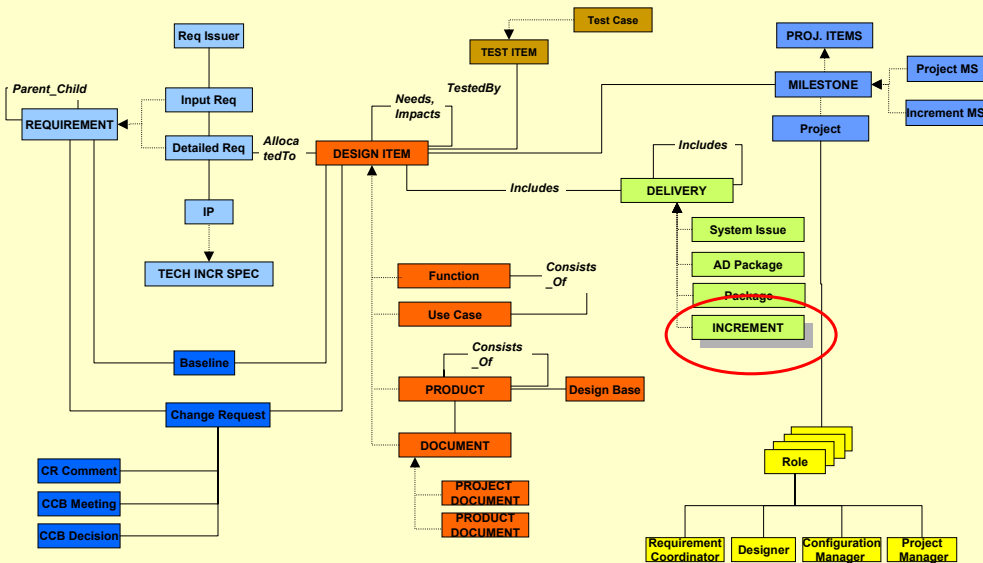 Test Case
Req Issuer
PROJ. ITEMS
TEST ITEM
Project MS
Parent_Child
TestedBy
MILESTONE
Input Req
Needs,
Impacts
Increment MS
REQUIREMENT
Project
Detailed Req
Alloca
tedTo
DESIGN ITEM
Includes
Includes
DELIVERY
IP
System Issue
TECH INCR SPEC
Function
Consists
_Of
AD Package
Package
Use Case
INCREMENT
Baseline
Consists
_Of
PRODUCT
Design Base
Change Request
DOCUMENT
Role
CR Comment
PROJECT
DOCUMENT
CCB Meeting
PRODUCT
DOCUMENT
CCB Decision
Requirement
Coordinator
Designer
Configuration
Manager
Project
Manager